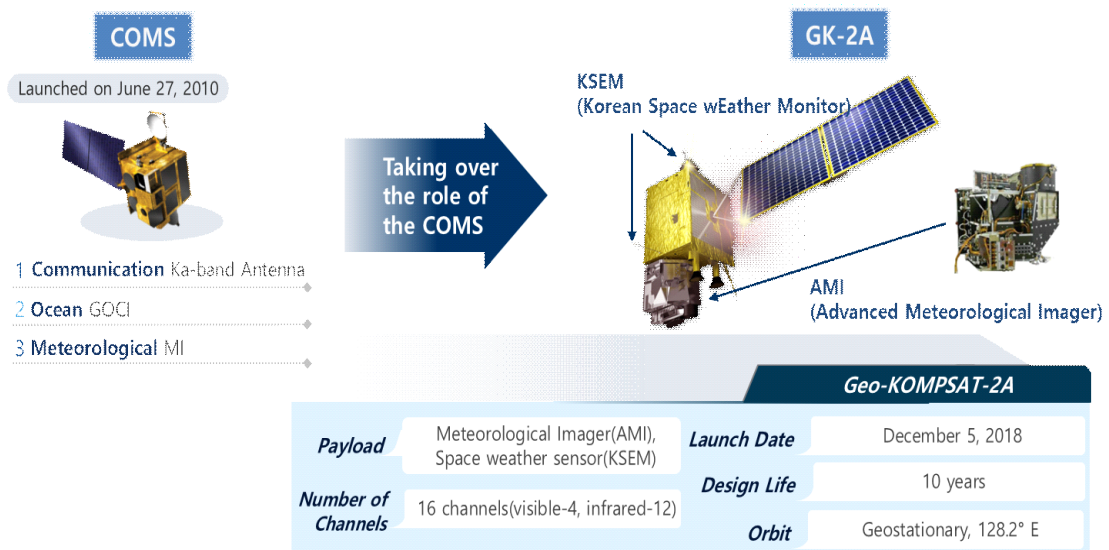 COMS
Launched on June 27, 2010
1 Communication Ka-band Antenna
2 Ocean GOCI
3 Meteorological MI
Taking over
the role of
the COMS
GK-2A
KSEM
(Korean Space wEather Monitor)
AMI
(Advanced Meteorological Imager)
Geo-KOMPSAT-2A
Payload
Meteorological Imager(AMI),
Space weather sensor(KSEM)
Number of
Channels
16 channels(visible-4, infrared-12)
Launch Date
December 5, 2018
Design Life
10 years
Orbit
Geostationary, 128.2° E